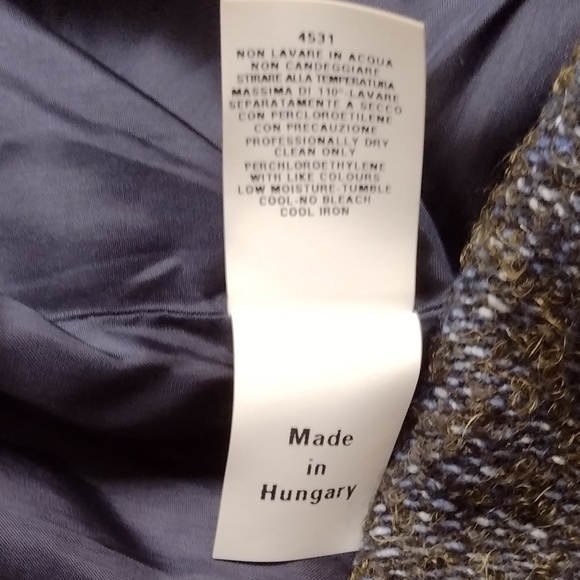 4531
NON LAVARE IN ACQUA
NON CANDEGGIARE
STIRARE ALLA TEMPERATURA
MASSIMA DI 110°-LAVARE
SEPARATAMENTE A SECCO
CON PERCLOROETILENE
CON PRECAUZIONE
PROFESSIONALLY DRY
CLEAN ONLY
PERCHLOROETHYLENE
WITH LIKE COLOURS
LOW MOISTURE-TUMBLE
COOL-NO BLEACH
COOL IRON
Made
in
Hungary